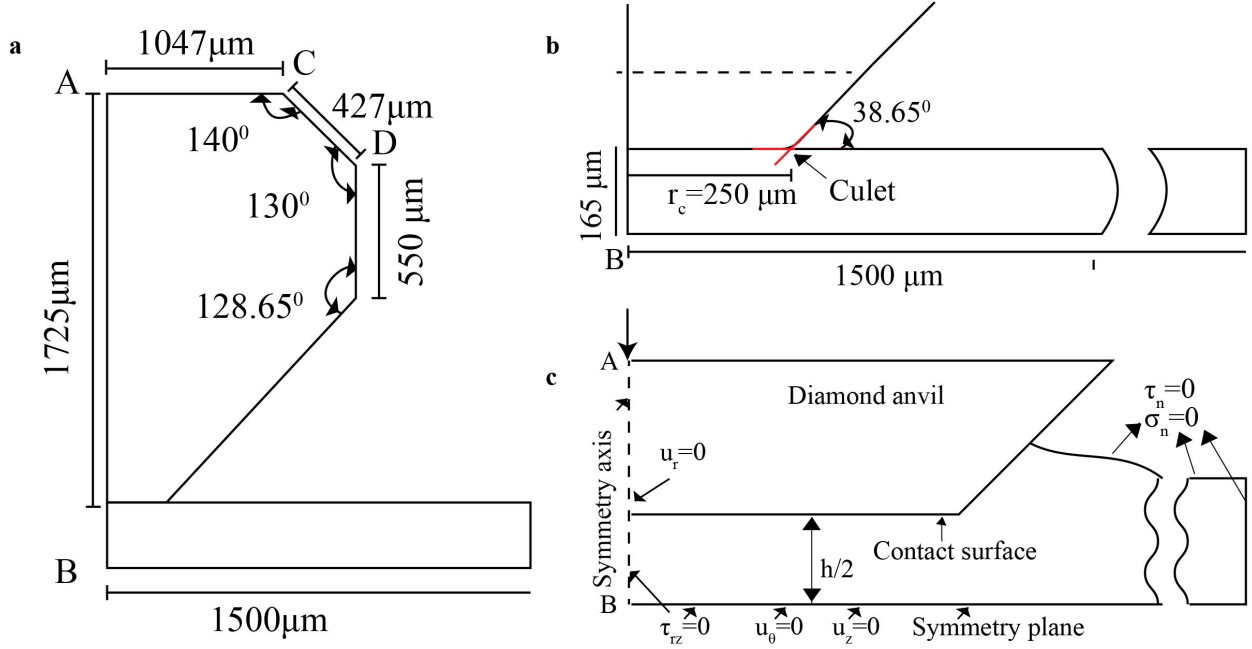 a
1047μm
A
C
427μm
140⁰
D
130⁰
550 μm
128.65⁰
1725μm
B
1500μm
b
38.65⁰
165 μm
r_c=250 μm
Culet
B
1500 μm
c
A
Diamond anvil
τ_n=0
σ_n=0
u_r=0
Symmetry axis
Contact surface
h/2
B
τ_rz=0
u_θ=0
u_z=0
Symmetry plane